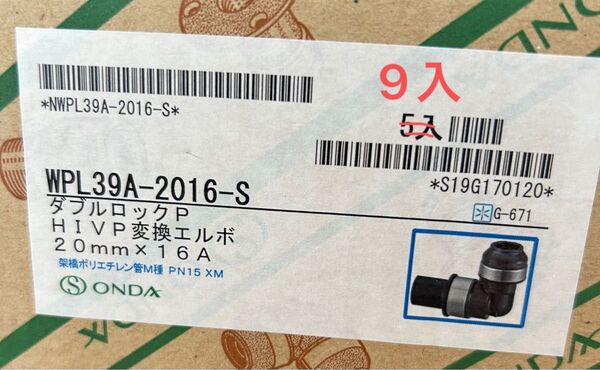 *NWPL39A-2016-S*
9入
5入
*S19G170120*
WPL39A-2016-S
G-671
ダブルロックP
HIVP変換エルボ
20mm×16A
架橋ポリエチレン管M種 PN15 XM
S ONDA